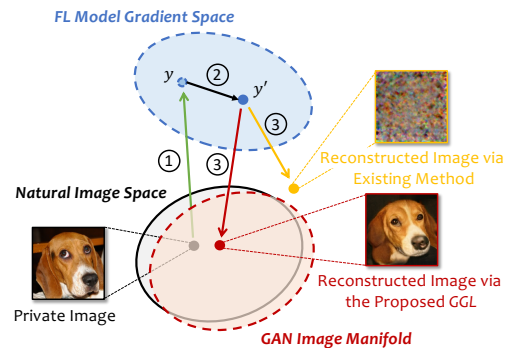 FL Model Gradient Space
y
②
y′
③
①
③
Reconstructed Image via
Existing Method
Natural Image Space
Private Image
Reconstructed Image via
the Proposed GGL
GAN Image Manifold